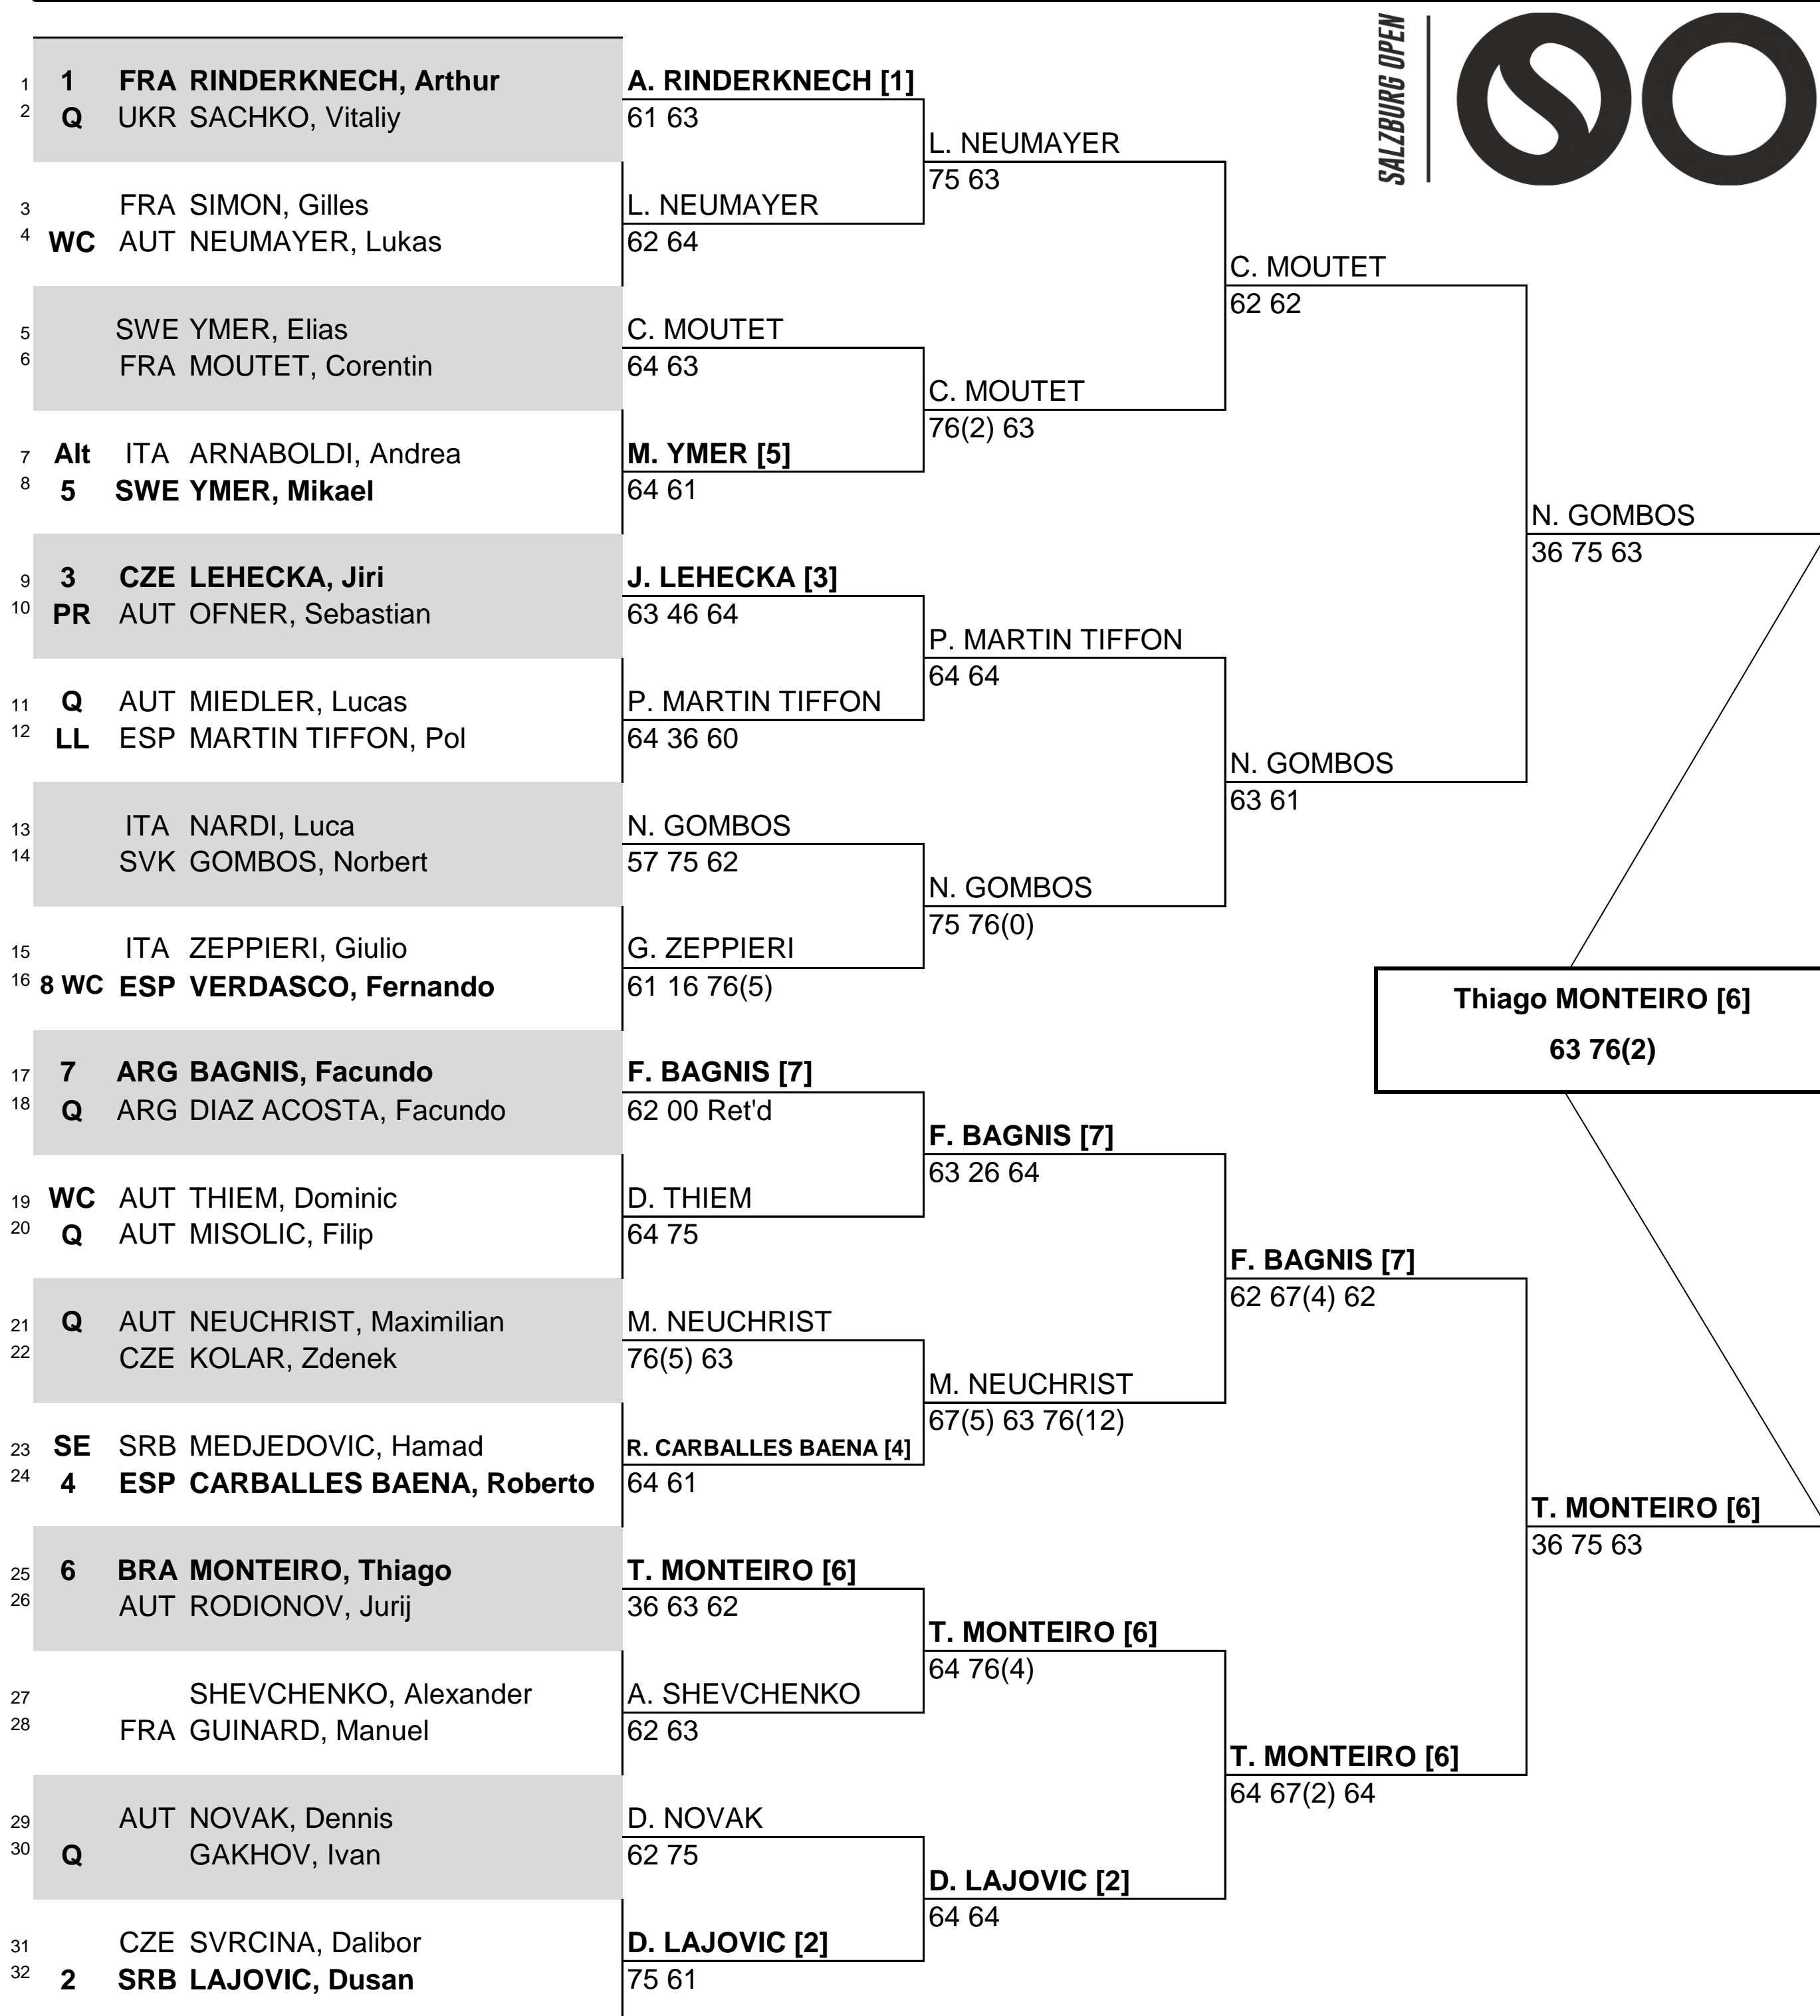 SALZBURG OPEN
SO
1 1 FRA RINDERKNECH, Arthur
2 Q UKR SACHKO, Vitaliy
3 FRA SIMON, Gilles
4 WC AUT NEUMAYER, Lukas
5 SWE YMER, Elias
6 FRA MOUTET, Corentin
7 Alt ITA ARNABOLDI, Andrea
8 5 SWE YMER, Mikael
9 3 CZE LEHECKA, Jiri
10 PR AUT OFNER, Sebastian
11 Q AUT MIEDLER, Lucas
12 LL ESP MARTIN TIFFON, Pol
13 ITA NARDI, Luca
14 SVK GOMBOS, Norbert
15 ITA ZEPPIERI, Giulio
16 8 WC ESP VERDASCO, Fernando
17 7 ARG BAGNIS, Facundo
18 Q ARG DIAZ ACOSTA, Facundo
19 WC AUT THIEM, Dominic
20 Q AUT MISOLIC, Filip
21 Q AUT NEUCHRIST, Maximilian
22 CZE KOLAR, Zdenek
23 SE SRB MEDJEDOVIC, Hamad
24 4 ESP CARBALLES BAENA, Roberto
25 6 BRA MONTEIRO, Thiago
26 AUT RODIONOV, Jurij
27 SHEVCHENKO, Alexander
28 FRA GUINARD, Manuel
29 AUT NOVAK, Dennis
30 Q GAKHOV, Ivan
31 CZE SVRCINA, Dalibor
32 2 SRB LAJOVIC, Dusan
A. RINDERKNECH [1]
61 63
L. NEUMAYER
62 64
C. MOUTET
64 63
M. YMER [5]
64 61
J. LEHECKA [3]
63 46 64
P. MARTIN TIFFON
64 36 60
N. GOMBOS
57 75 62
G. ZEPPIERI
61 16 76(5)
F. BAGNIS [7]
62 00 Ret'd
D. THIEM
64 75
M. NEUCHRIST
76(5) 63
R. CARBALLES BAENA [4]
64 61
T. MONTEIRO [6]
36 63 62
A. SHEVCHENKO
62 63
D. NOVAK
62 75
D. LAJOVIC [2]
75 61
L. NEUMAYER
75 63
C. MOUTET
76(2) 63
P. MARTIN TIFFON
64 64
N. GOMBOS
75 76(0)
F. BAGNIS [7]
63 26 64
M. NEUCHRIST
67(5) 63 76(12)
T. MONTEIRO [6]
64 76(4)
D. LAJOVIC [2]
64 64
C. MOUTET
62 62
N. GOMBOS
63 61
F. BAGNIS [7]
62 67(4) 62
T. MONTEIRO [6]
64 67(2) 64
N. GOMBOS
36 75 63
T. MONTEIRO [6]
36 75 63
Thiago MONTEIRO [6]
63 76(2)